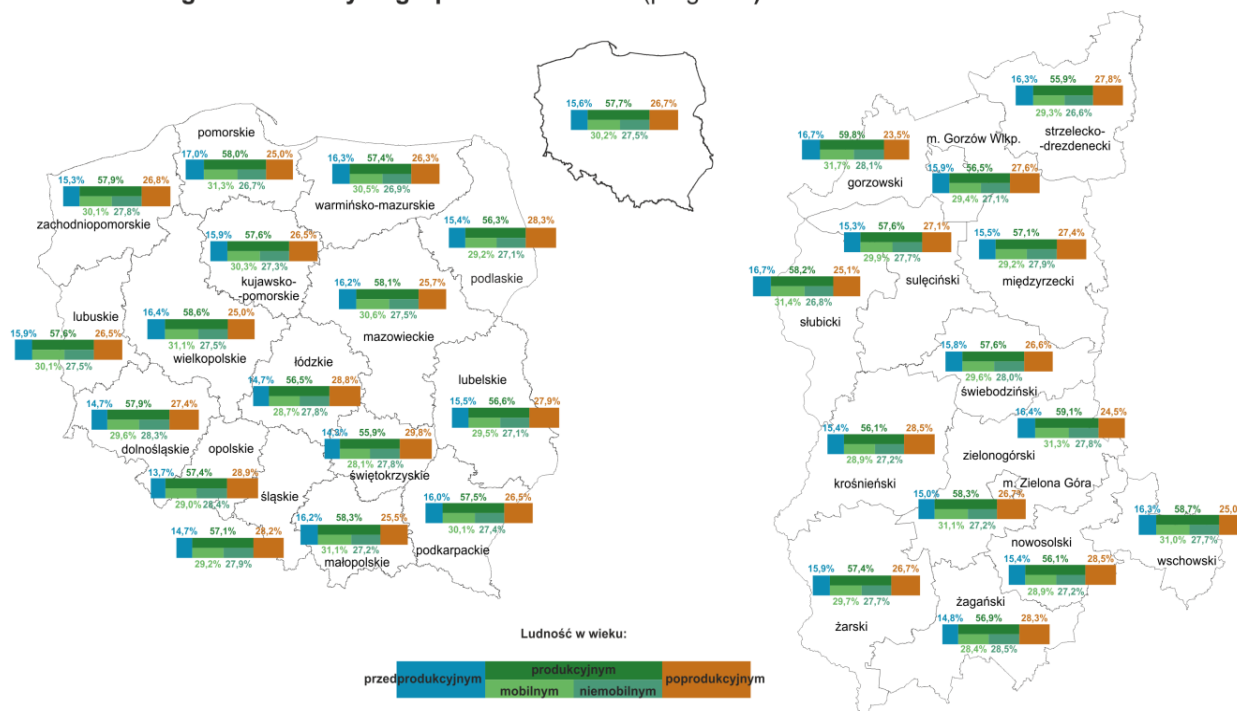 15,6% 57,7% 26,7%
30,2% 27,5%
pomorskie
17,0% 58,0% 25,0%
31,3% 26,7%
16,3% 57,4% 26,3%
30,5% 26,9%
warmińsko-mazurskie
15,3% 57,9% 26,8%
30,1% 27,8%
zachodniopomorskie
15,9% 57,6% 26,5%
30,3% 27,3%
kujawsko-
-pomorskie
15,4% 56,3% 28,3%
29,2% 27,1%
podlaskie
16,2% 58,1% 25,7%
30,6% 27,5%
mazowieckie
lubuskie
15,9% 57,6% 26,5%
30,1% 27,5%
16,4% 58,6% 25,0%
31,1% 27,5%
wielkopolskie
łódzkie
14,7% 56,5% 28,8%
28,7% 27,8%
lubelskie
15,5% 56,6% 27,9%
29,5% 27,1%
14,7% 57,9% 27,4%
29,6% 28,3%
dolnośląskie
opolskie
13,7% 57,4% 28,9%
29,0% 28,4%
55,9% 29,8%
28,1% 27,8%
świętokrzyskie
śląskie
14,7% 57,1% 28,2%
29,2% 27,9%
16,2% 58,3% 25,5%
31,1% 27,2%
małopolskie
16,0% 57,5% 26,5%
30,1% 27,4%
podkarpackie
16,3% 55,9% 27,8%
29,3% 26,6%
strzelecko-
-drezdenecki
16,7% 59,8% 23,5%
31,7% 28,1%
gorzowski
m. Gorzów Wlkp.
15,9% 56,5% 27,6%
29,4% 27,1%
15,3% 57,6% 27,1%
29,9% 27,7%
sulęciński
15,5% 57,1% 27,4%
29,2% 27,9%
międzyrzecki
16,7% 58,2% 25,1%
31,4% 26,8%
słubicki
15,8% 57,6% 26,6%
29,6% 28,0%
świebodziński
15,4% 56,1% 28,5%
28,9% 27,2%
krośnieński
16,4% 59,1% 24,5%
31,3% 27,8%
zielonogórski
m. Zielona Góra
15,0% 58,3% 26,7%
31,1% 27,2%
nowosolski
15,4% 56,1% 28,5%
28,9% 27,2%
16,3% 58,7%
31,0% 27,7%
wschowski
15,9% 57,4% 26,7%
29,7% 27,7%
żarski
żagański
14,8% 56,9% 28,3%
28,4% 28,5%
Ludność w wieku:
przedprodukcyjnym produkcyjnym poprodukcyjnym
mobilnym niemobilnym